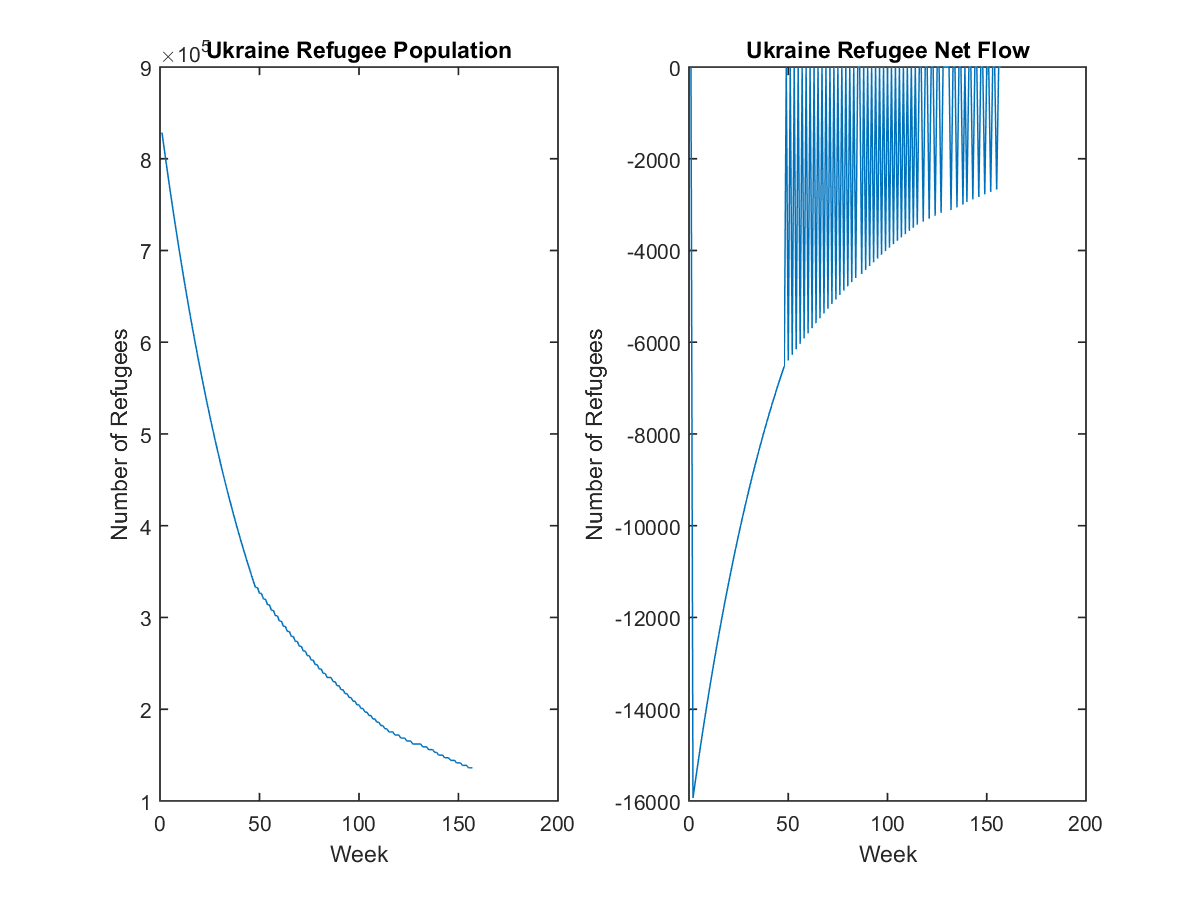 ×10⁵
Ukraine Refugee Population
9
8
7
6
5
4
3
2
1
Number of Refugees
0 50 100 150 200
Week
Ukraine Refugee Net Flow
0
-2000
-4000
-6000
-8000
-10000
-12000
-14000
-16000
Number of Refugees
0 50 100 150 200
Week